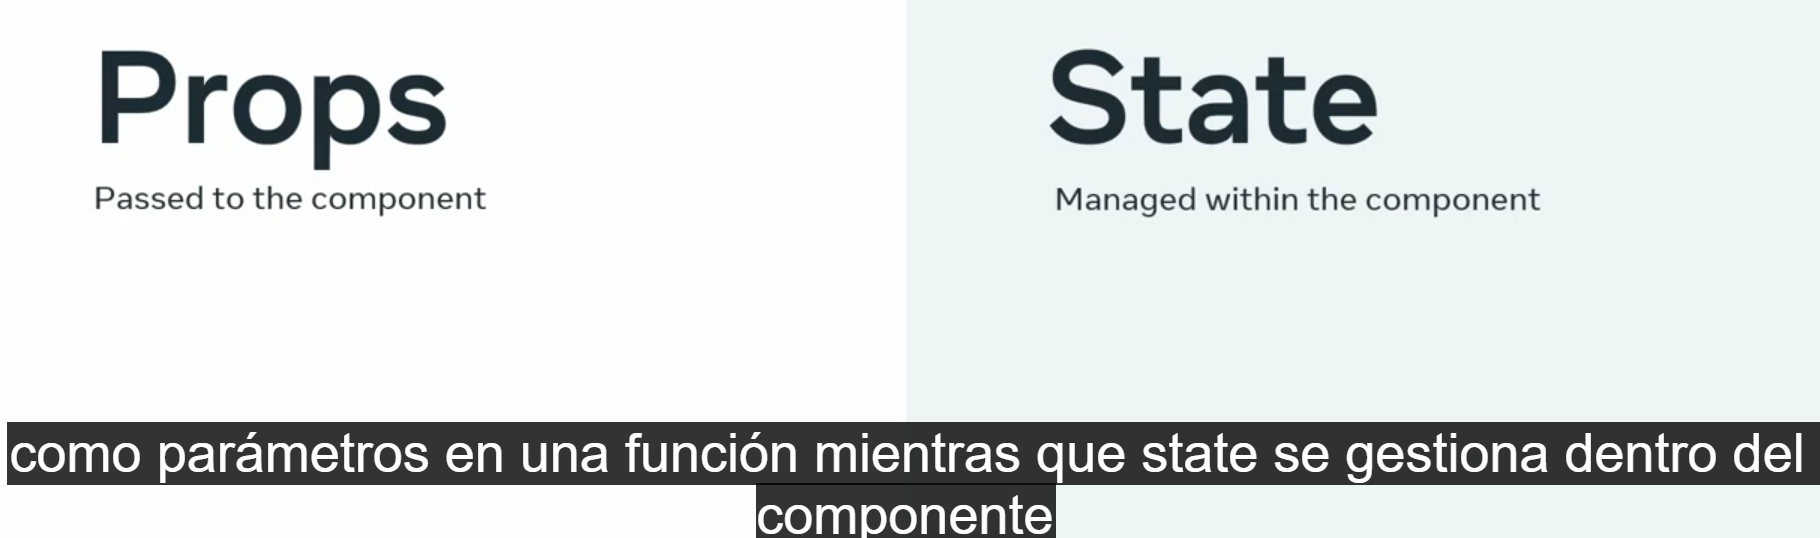 Props
Passed to the component
State
Managed within the component
como parámetros en una función mientras que state se gestiona dentro del
componente